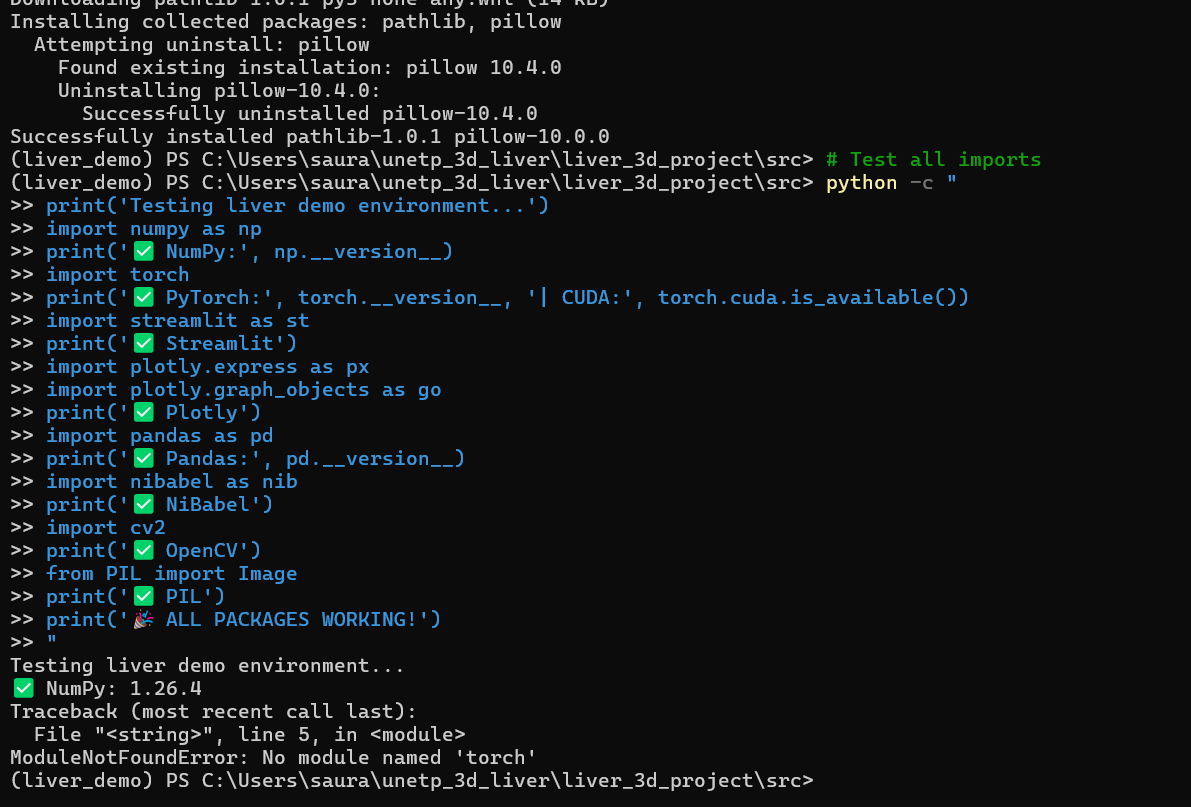 Downloading pathlib-1.0.1-py3-none-any.whl (14 kB)
Installing collected packages: pathlib, pillow
  Attempting uninstall: pillow
    Found existing installation: pillow 10.4.0
    Uninstalling pillow-10.4.0:
      Successfully uninstalled pillow-10.4.0
Successfully installed pathlib-1.0.1 pillow-10.0.0
(liver_demo) PS C:\Users\saura\unetp_3d_liver\liver_3d_project\src> # Test all imports
(liver_demo) PS C:\Users\saura\unetp_3d_liver\liver_3d_project\src> python -c "
>> print('Testing liver demo environment...')
>> import numpy as np
>> print('✅ NumPy:', np.__version__)
>> import torch
>> print('✅ PyTorch:', torch.__version__, '| CUDA:', torch.cuda.is_available())
>> import streamlit as st
>> print('✅ Streamlit')
>> import plotly.express as px
>> import plotly.graph_objects as go
>> print('✅ Plotly')
>> import pandas as pd
>> print('✅ Pandas:', pd.__version__)
>> import nibabel as nib
>> print('✅ NiBabel')
>> import cv2
>> print('✅ OpenCV')
>> from PIL import Image
>> print('✅ PIL')
>> print('🎉 ALL PACKAGES WORKING!')
>> "
Testing liver demo environment...
✅ NumPy: 1.26.4
Traceback (most recent call last):
  File "<string>", line 5, in <module>
ModuleNotFoundError: No module named 'torch'
(liver_demo) PS C:\Users\saura\unetp_3d_liver\liver_3d_project\src>